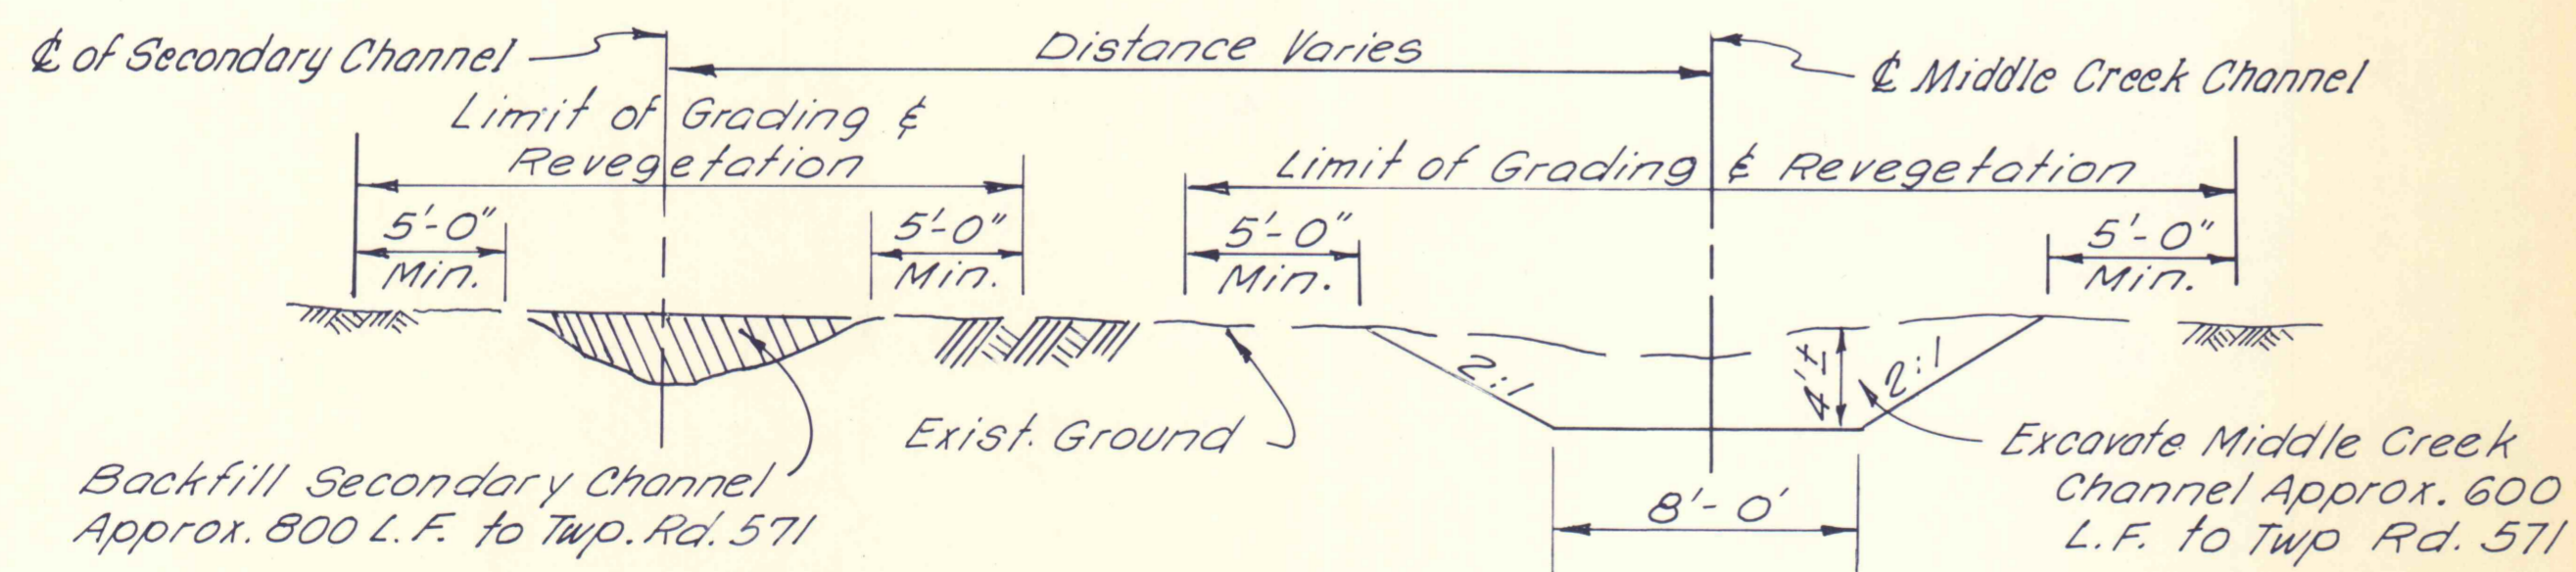 ℄ of Secondary Channel
Distance Varies
℄ Middle Creek Channel
Limit of Grading &
Revegetation
Limit of Grading & Revegetation
5'-0"
Min.
5'-0"
Min.
5'-0"
Min.
5'-0"
Min.
2:1
4'±
2:1
Exist. Ground
Backfill Secondary Channel
Approx. 800 L.F. to Twp. Rd. 571
Excavate Middle Creek
Channel Approx. 600
L.F. to Twp Rd. 571
8'-0'